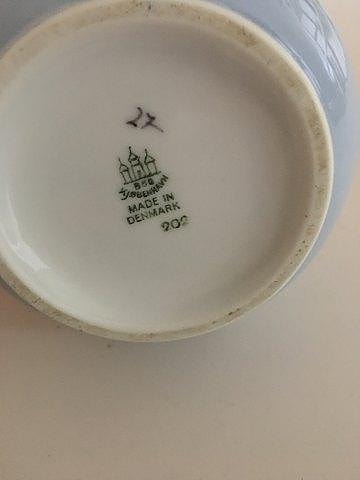 27
B&G
KJØBENHAVN
MADE IN
DENMARK
202